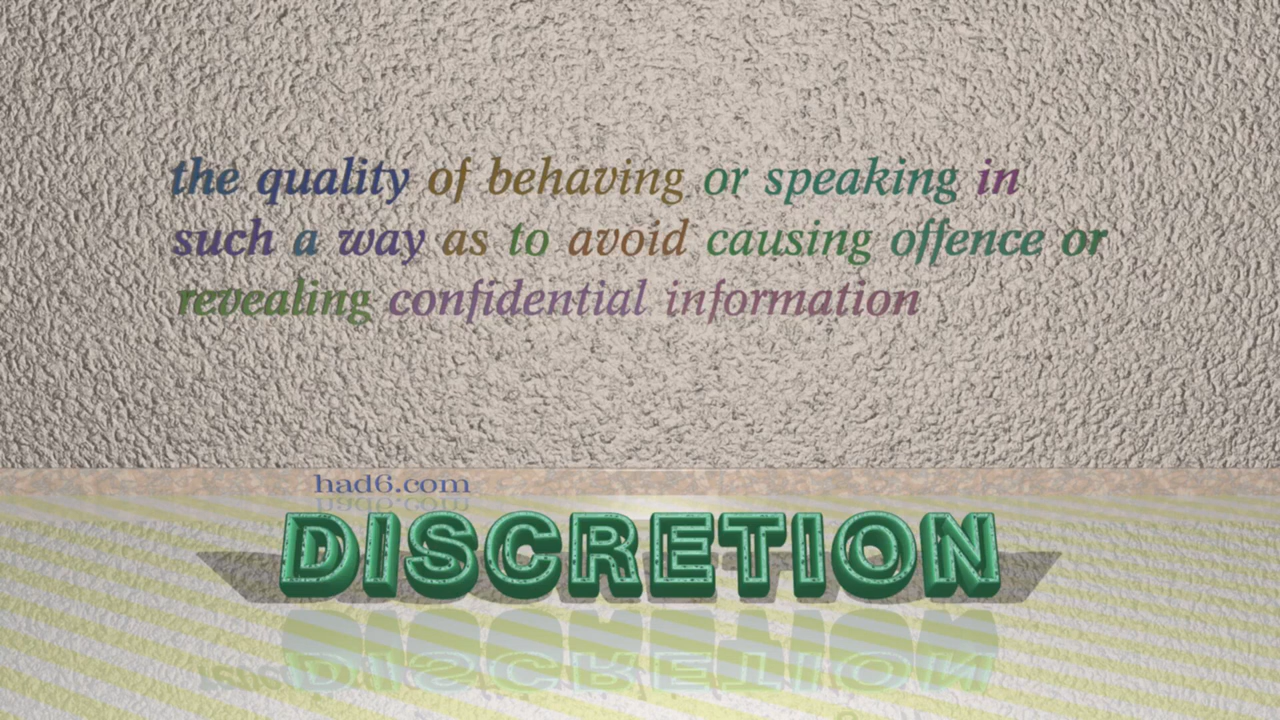 the quality of behaving or speaking in
such a way as to avoid causing offence or
revealing confidential information
had6.com
DISCRETION